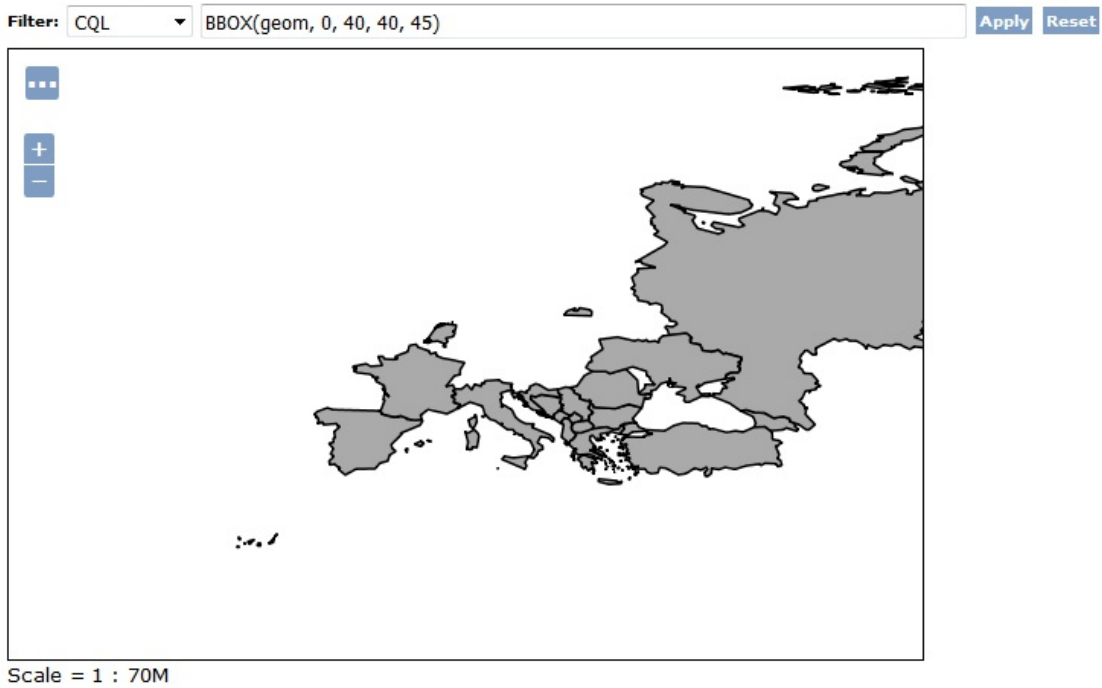 Filter: CQL BBOX(geom, 0, 40, 40, 45) Apply Reset
...
+
−
Scale = 1 : 70M